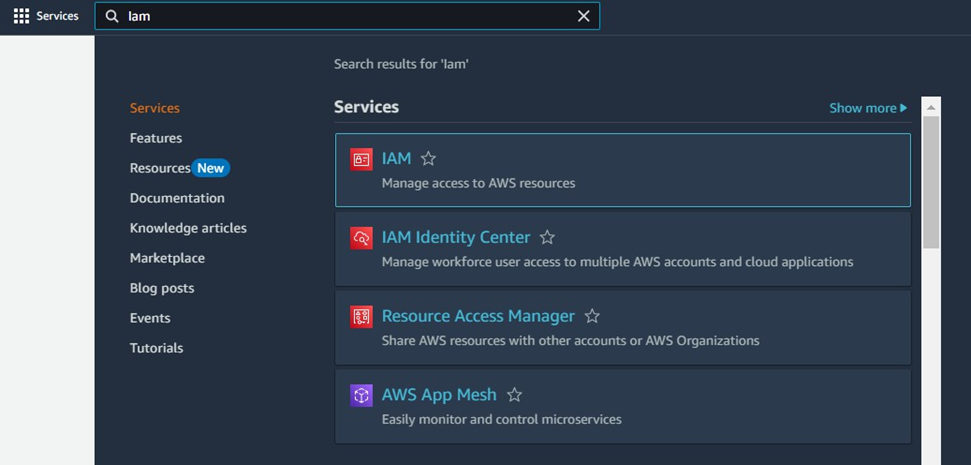 Services
Iam
Search results for 'Iam'
Services
Features
Resources New
Documentation
Knowledge articles
Marketplace
Blog posts
Events
Tutorials
Services
Show more
IAM
Manage access to AWS resources
IAM Identity Center
Manage workforce user access to multiple AWS accounts and cloud applications
Resource Access Manager
Share AWS resources with other accounts or AWS Organizations
AWS App Mesh
Easily monitor and control microservices